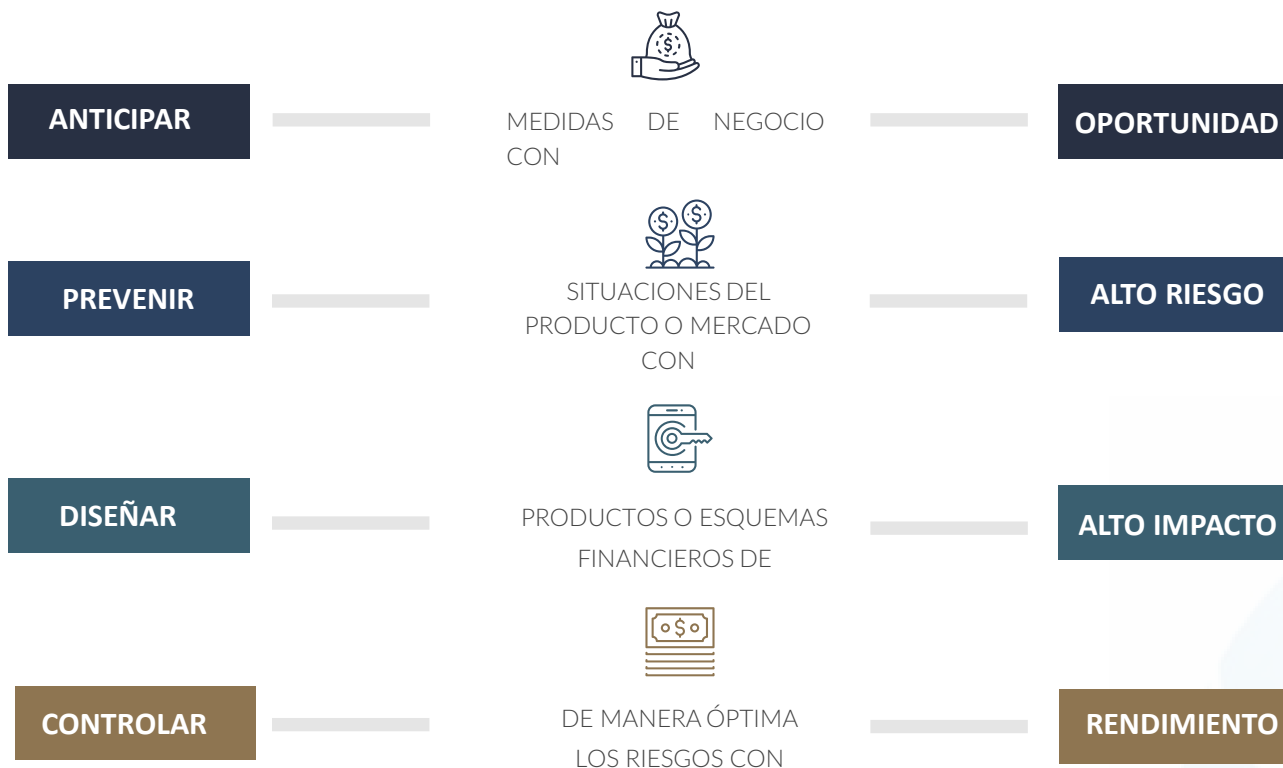 ANTICIPAR
MEDIDAS DE NEGOCIO
CON
OPORTUNIDAD
PREVENIR
SITUACIONES DEL
PRODUCTO O MERCADO
CON
ALTO RIESGO
DISEÑAR
PRODUCTOS O ESQUEMAS
FINANCIEROS DE
ALTO IMPACTO
CONTROLAR
DE MANERA ÓPTIMA
LOS RIESGOS CON
RENDIMIENTO